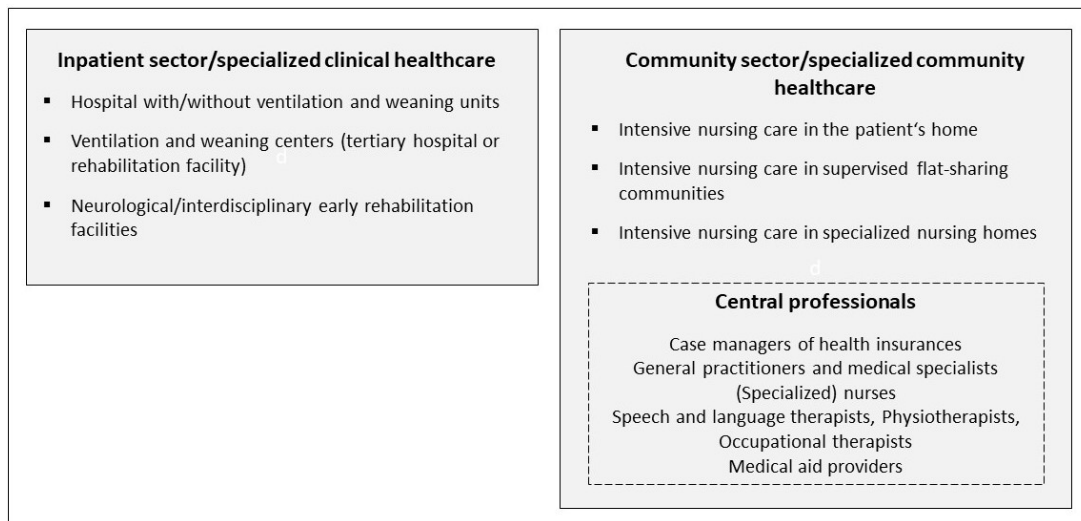 Inpatient sector/specialized clinical healthcare
▪ Hospital with/without ventilation and weaning units
▪ Ventilation and weaning centers (tertiary hospital or
rehabilitation facility)
d
▪ Neurological/interdisciplinary early rehabilitation
facilities
Community sector/specialized community
healthcare
▪ Intensive nursing care in the patient‘s home
▪ Intensive nursing care in supervised flat-sharing
communities
▪ Intensive nursing care in specialized nursing homes
d
Central professionals
Case managers of health insurances
General practitioners and medical specialists
(Specialized) nurses
Speech and language therapists, Physiotherapists,
Occupational therapists
Medical aid providers